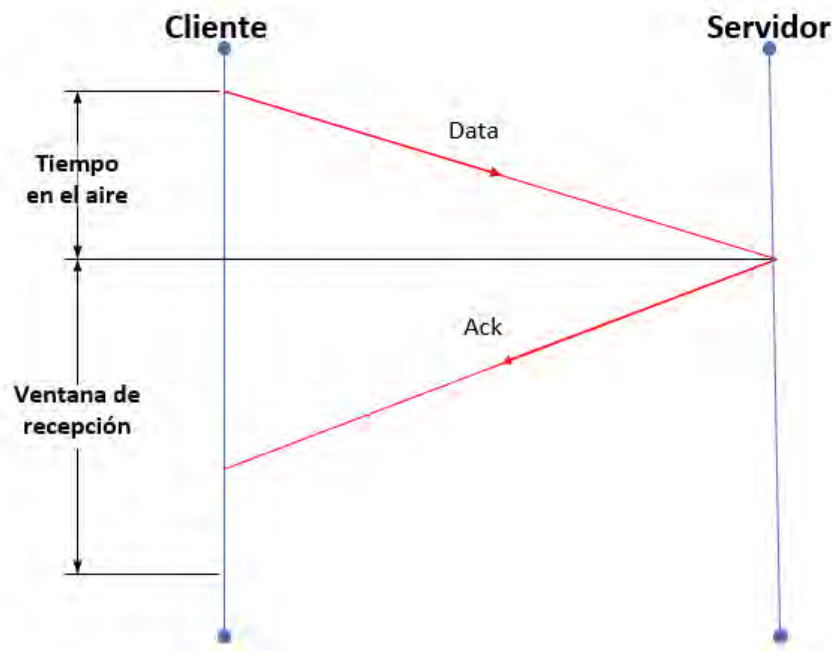 Cliente
Servidor
Data
Tiempo
en el aire
Ack
Ventana de
recepción